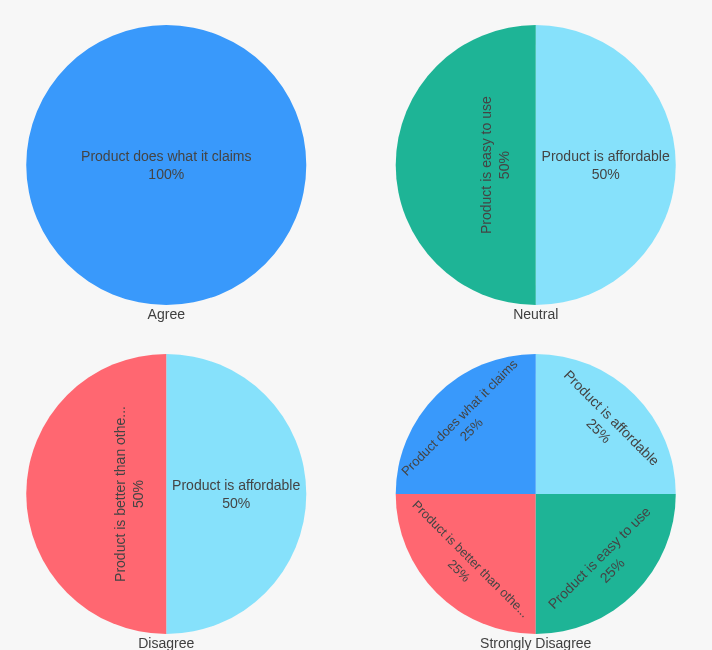 Product does what it claims
100%
Agree
Product is easy to use
50%
Product is affordable
50%
Neutral
Product is better than othe...
50%
Product is affordable
50%
Disagree
Product does what it claims
25%
Product is affordable
25%
Product is better than othe...
25%
Product is easy to use
25%
Strongly Disagree